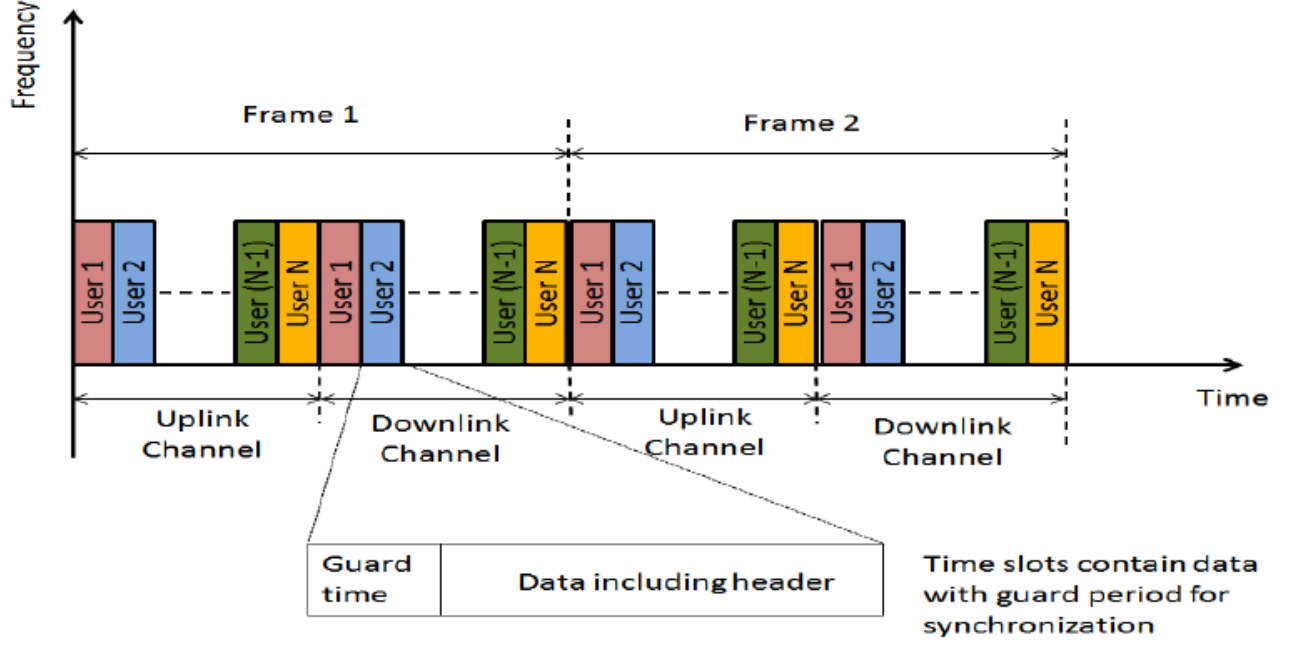 Frequency
Frame 1
Frame 2
User 1
User 2
User (N-1)
User N
User 1
User 2
User (N-1)
User N
User 1
User 2
User (N-1)
User N
User 1
User 2
User (N-1)
User N
Time
Uplink
Channel
Downlink
Channel
Uplink
Channel
Downlink
Channel
Guard
time
Data including header
Time slots contain data
with guard period for
synchronization